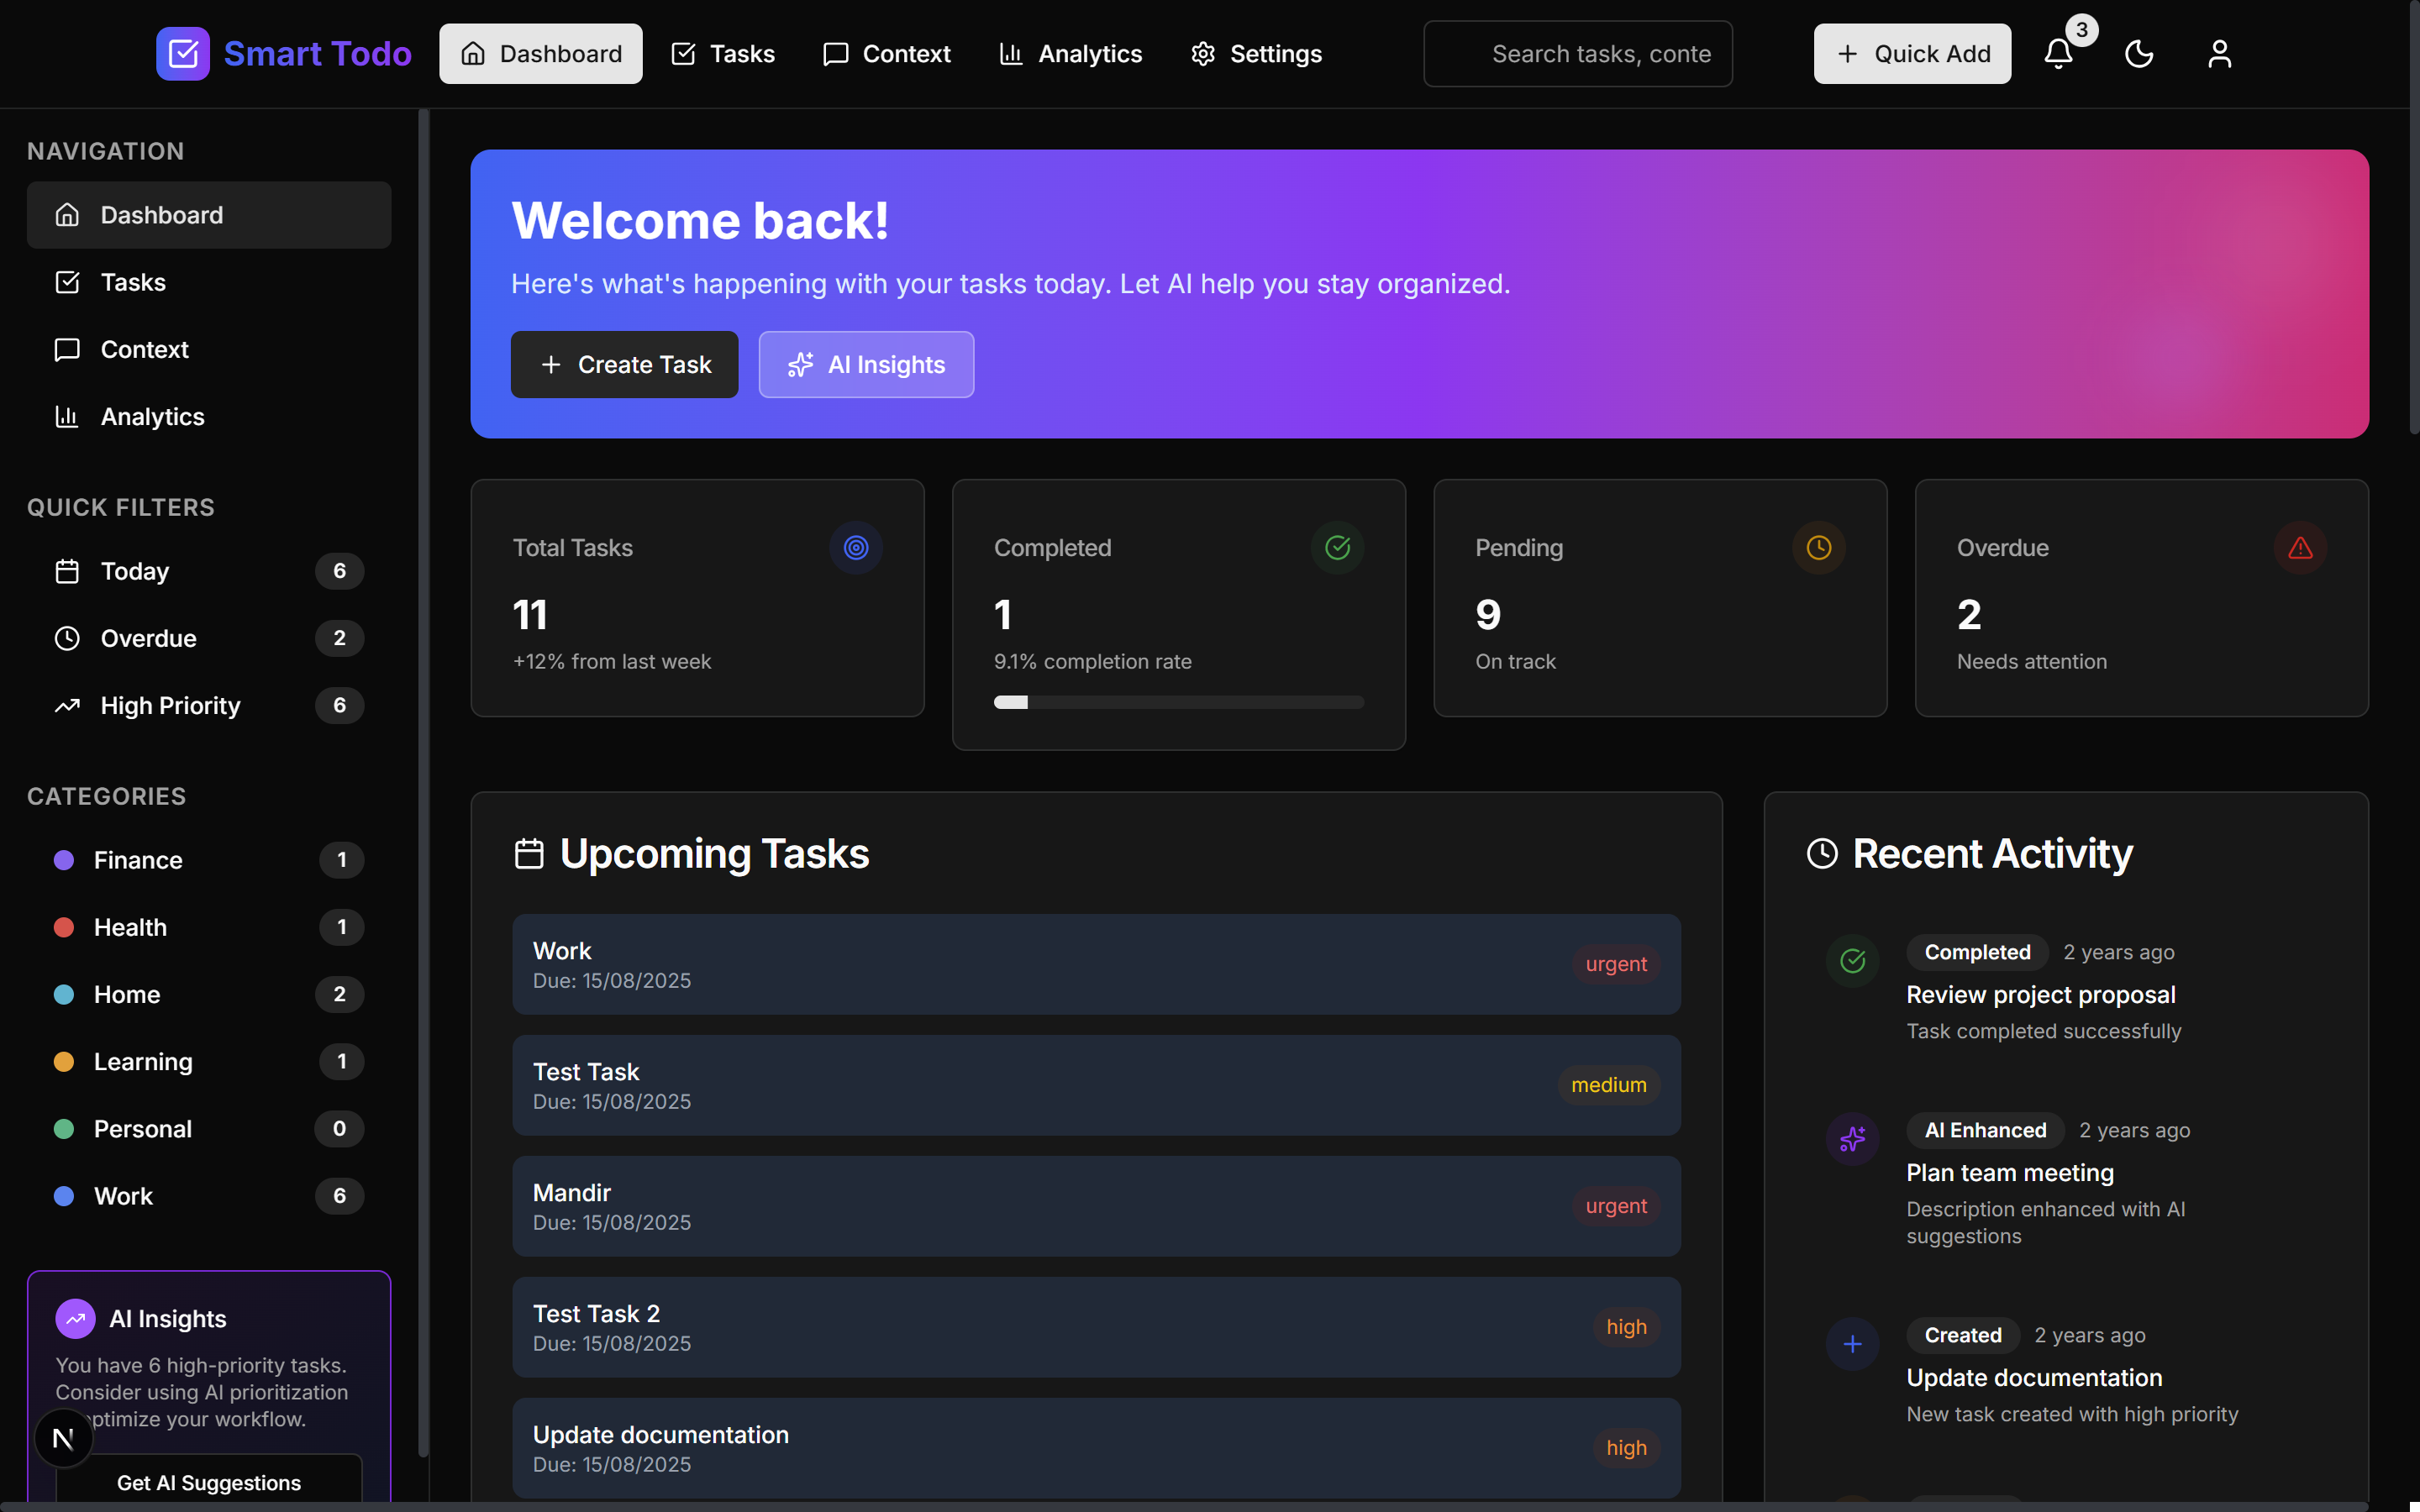 Smart Todo
Dashboard
Tasks
Context
Analytics
Settings
Search tasks, conte
Quick Add
3
NAVIGATION
Dashboard
Tasks
Context
Analytics
QUICK FILTERS
Today 6
Overdue 2
High Priority 6
CATEGORIES
Finance 1
Health 1
Home 2
Learning 1
Personal 0
Work 6
AI Insights
You have 6 high-priority tasks.
Consider using AI prioritization
ptimize your workflow.
N
Get AI Suggestions
Welcome back!
Here's what's happening with your tasks today. Let AI help you stay organized.
Create Task
AI Insights
Total Tasks
11
+12% from last week
Completed
1
9.1% completion rate
Pending
9
On track
Overdue
2
Needs attention
Upcoming Tasks
Work
Due: 15/08/2025
urgent
Test Task
Due: 15/08/2025
medium
Mandir
Due: 15/08/2025
urgent
Test Task 2
Due: 15/08/2025
high
Update documentation
Due: 15/08/2025
high
Recent Activity
Completed 2 years ago
Review project proposal
Task completed successfully
AI Enhanced 2 years ago
Plan team meeting
Description enhanced with AI
suggestions
Created 2 years ago
Update documentation
New task created with high priority